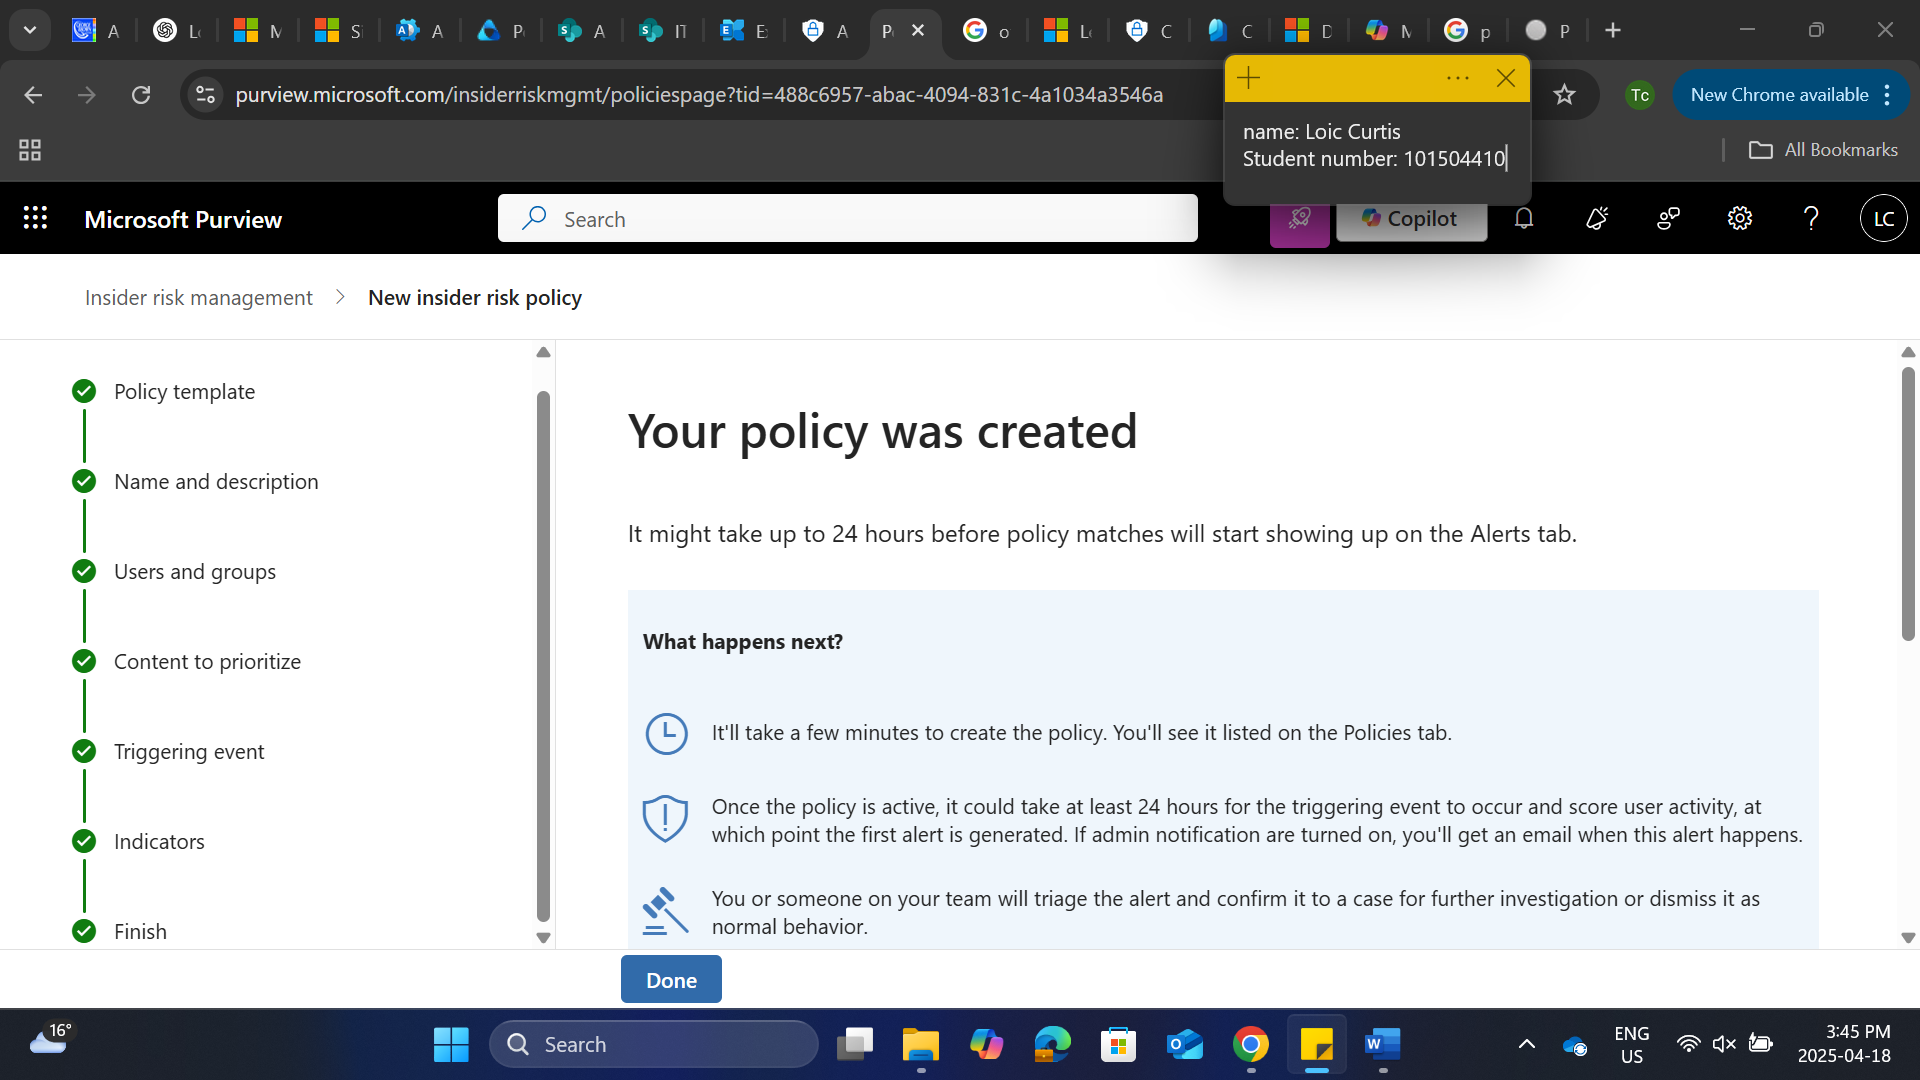 A
Lo
M
Si
A
Po
A
IT
Ex
A
Po
o
Lo
C
C
D
M
p
P
purview.microsoft.com/insiderriskmgmt/policiespage?tid=488c6957-abac-4094-831c-4a1034a3546a
Tc
New Chrome available
name: Loic Curtis
Student number: 101504410
All Bookmarks
Microsoft Purview
Search
Copilot
LC
Insider risk management
New insider risk policy
Policy template
Name and description
Users and groups
Content to prioritize
Triggering event
Indicators
Finish
Your policy was created
It might take up to 24 hours before policy matches will start showing up on the Alerts tab.
What happens next?
It'll take a few minutes to create the policy. You'll see it listed on the Policies tab.
Once the policy is active, it could take at least 24 hours for the triggering event to occur and score user activity, at
which point the first alert is generated. If admin notification are turned on, you'll get an email when this alert happens.
You or someone on your team will triage the alert and confirm it to a case for further investigation or dismiss it as
normal behavior.
Done
16°
Search
ENG
US
3:45 PM
2025-04-18